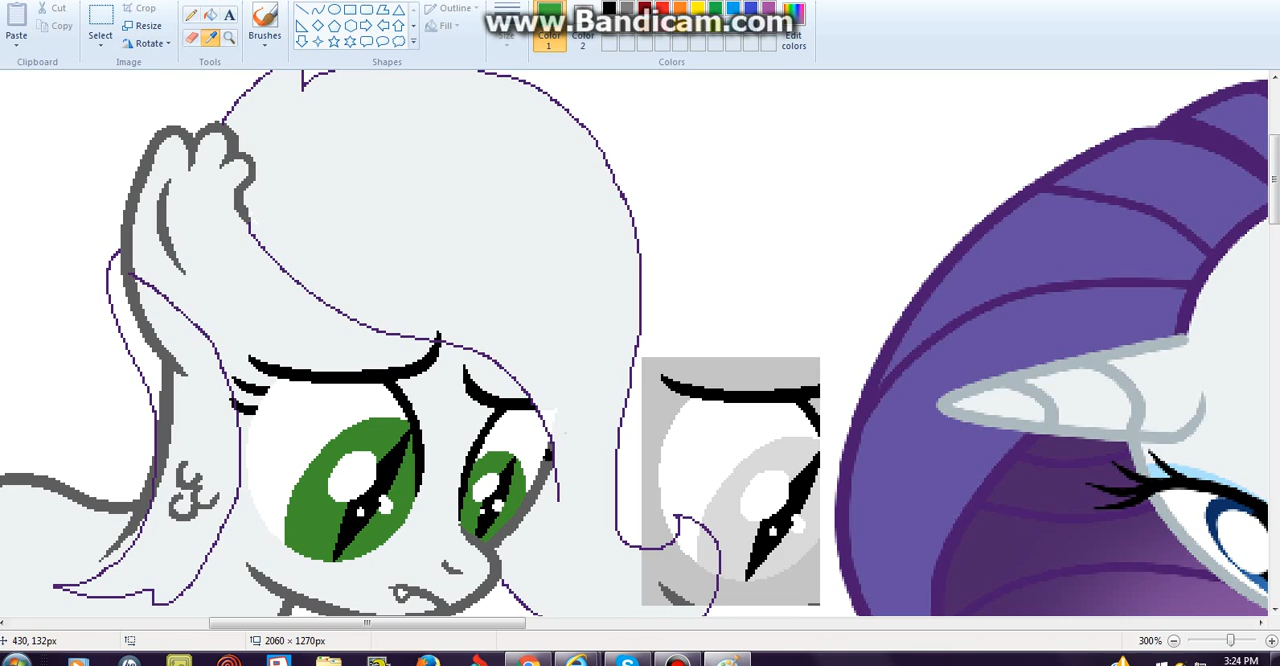 www.Bandicam.com
Cut
Crop
Outline
Copy
Resize
Fill
Paste
Select
Rotate
Brushes
Size
Color
1
Color
2
Edit
colors
Clipboard
Image
Tools
Shapes
Colors
430, 132px
2060 × 1270px
300%
3:24 PM